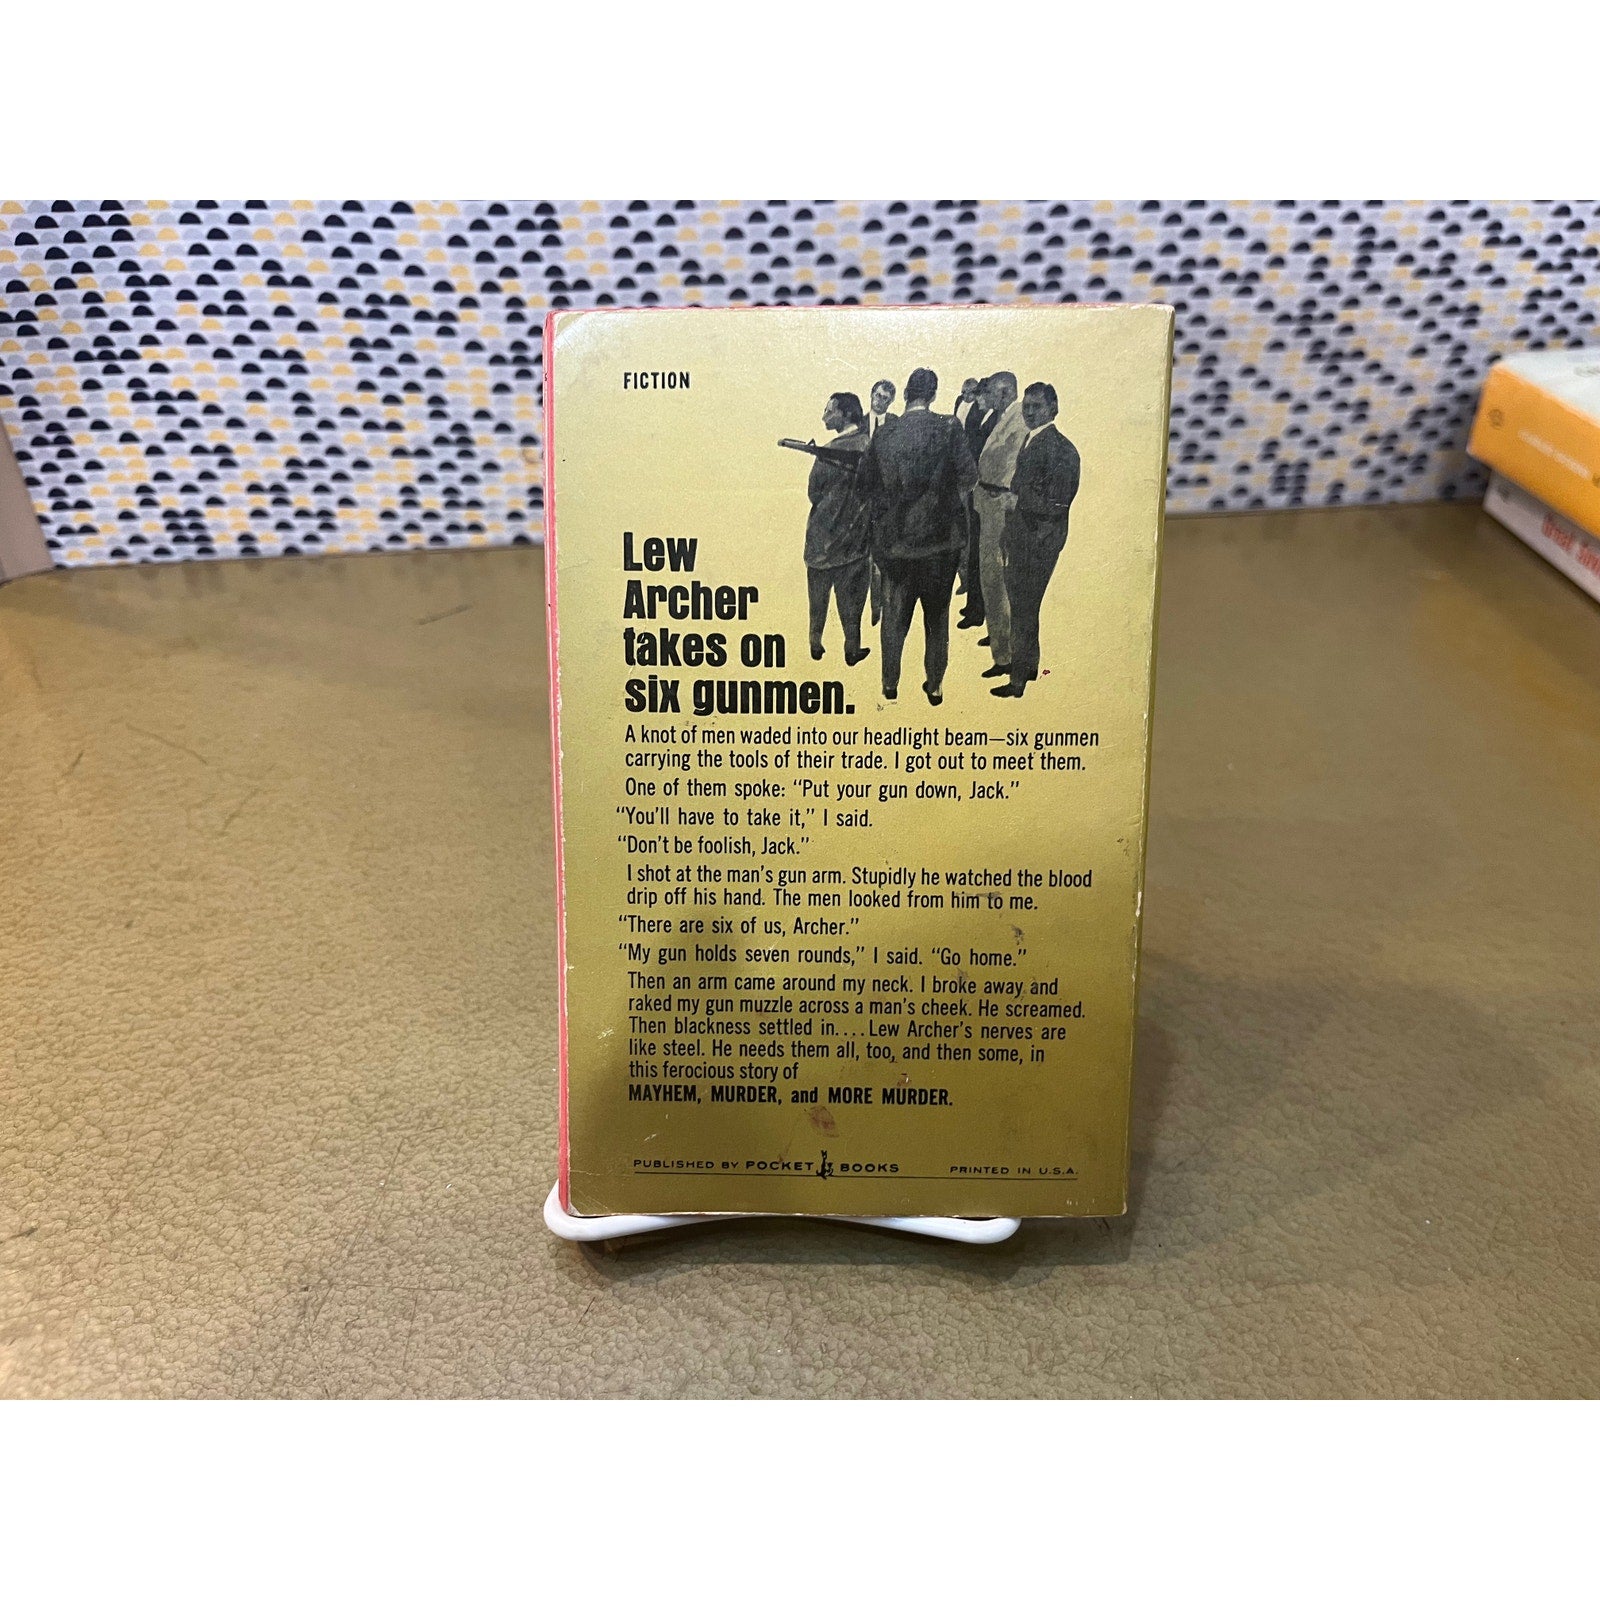 FICTION
Lew
Archer
takes on
six gunmen.
A knot of men waded into our headlight beam—six gunmen
carrying the tools of their trade. I got out to meet them.
One of them spoke: “Put your gun down, Jack.”
“You’ll have to take it,” I said.
“Don’t be foolish, Jack.”
I shot at the man’s gun arm. Stupidly he watched the blood
drip off his hand. The men looked from him to me.
“There are six of us, Archer.”
“My gun holds seven rounds,” I said. “Go home.”
Then an arm came around my neck. I broke away and
raked my gun muzzle across a man’s cheek. He screamed.
Then blackness settled in.... Lew Archer’s nerves are
like steel. He needs them all, too, and then some, in
this ferocious story of
MAYHEM, MURDER, and MORE MURDER.
PUBLISHED BY POCKET BOOKS PRINTED IN U.S.A.